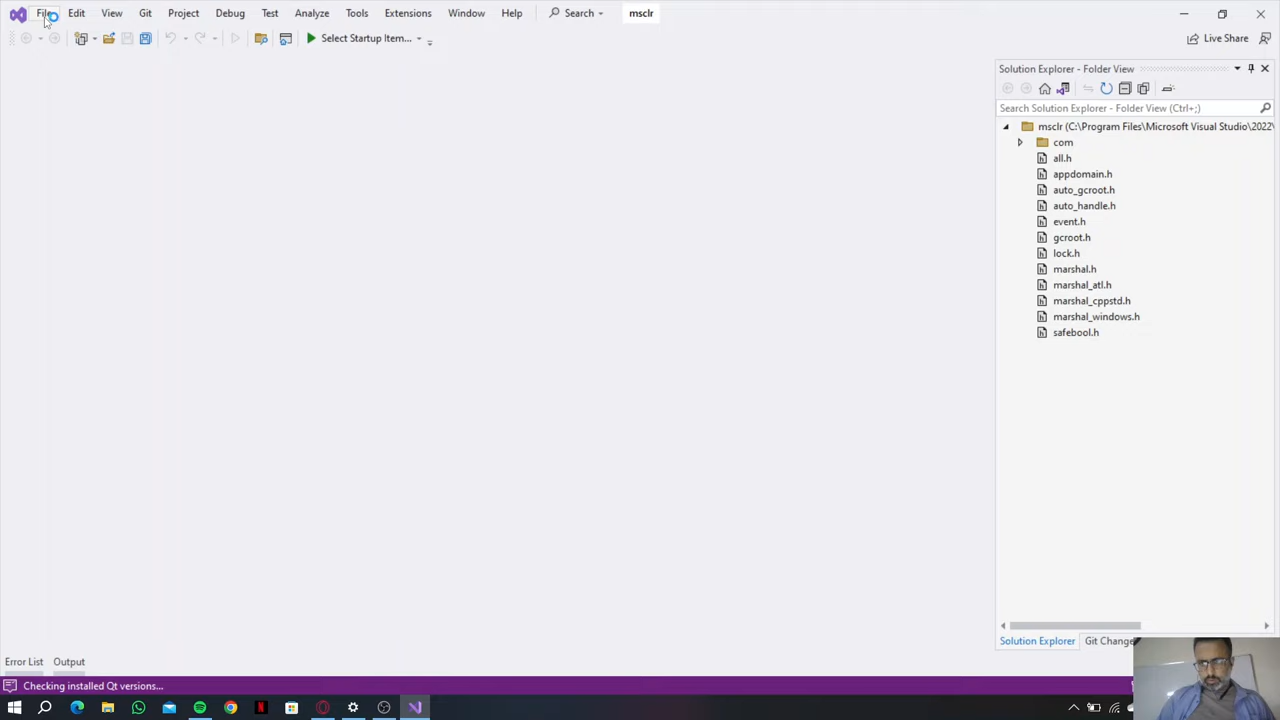 File Edit View Git Project Debug Test Analyze Tools Extensions Window Help Search msclr
Select Startup Item... Live Share
Solution Explorer - Folder View
Search Solution Explorer - Folder View (Ctrl+;)
msclr (C:\Program Files\Microsoft Visual Studio\2022\
com
all.h
appdomain.h
auto_gcroot.h
auto_handle.h
event.h
gcroot.h
lock.h
marshal.h
marshal_atl.h
marshal_cppstd.h
marshal_windows.h
safebool.h
Solution Explorer Git Change
Error List Output
Checking installed Qt versions...